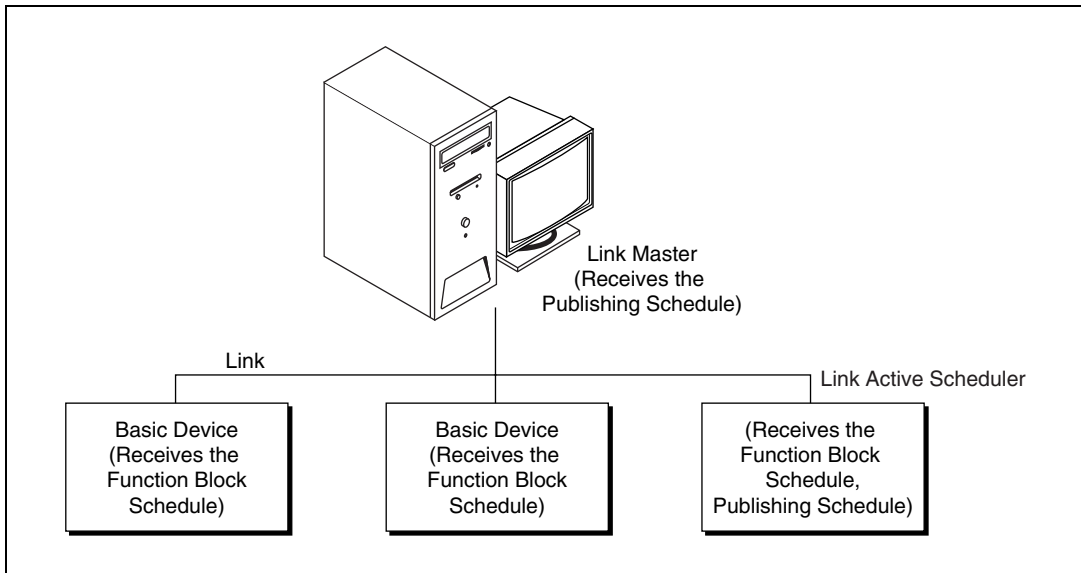 Link Master
(Receives the
Publishing Schedule)
Link
Link Active Scheduler
Basic Device
(Receives the
Function Block
Schedule)
Basic Device
(Receives the
Function Block
Schedule)
(Receives the
Function Block
Schedule,
Publishing Schedule)